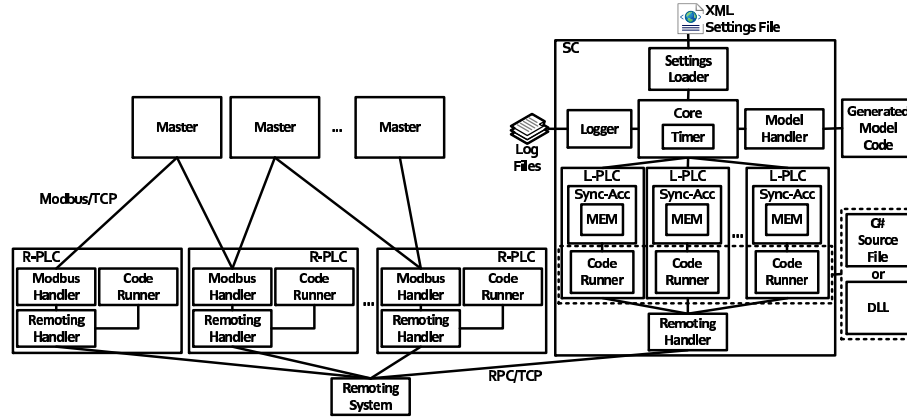 XML
Settings File
SC
Settings
Loader
Master
Master
...
Master
Log
Files
Logger
Core
Timer
Model
Handler
Generated
Model
Code
Modbus/TCP
L-PLC
Sync-Acc
MEM
L-PLC
Sync-Acc
MEM
...
L-PLC
Sync-Acc
MEM
Code
Runner
Code
Runner
Code
Runner
C#
Source
File
or
DLL
R-PLC
Modbus
Handler
Code
Runner
Remoting
Handler
R-PLC
Modbus
Handler
Code
Runner
Remoting
Handler
...
R-PLC
Modbus
Handler
Code
Runner
Remoting
Handler
Remoting
Handler
RPC/TCP
Remoting
System